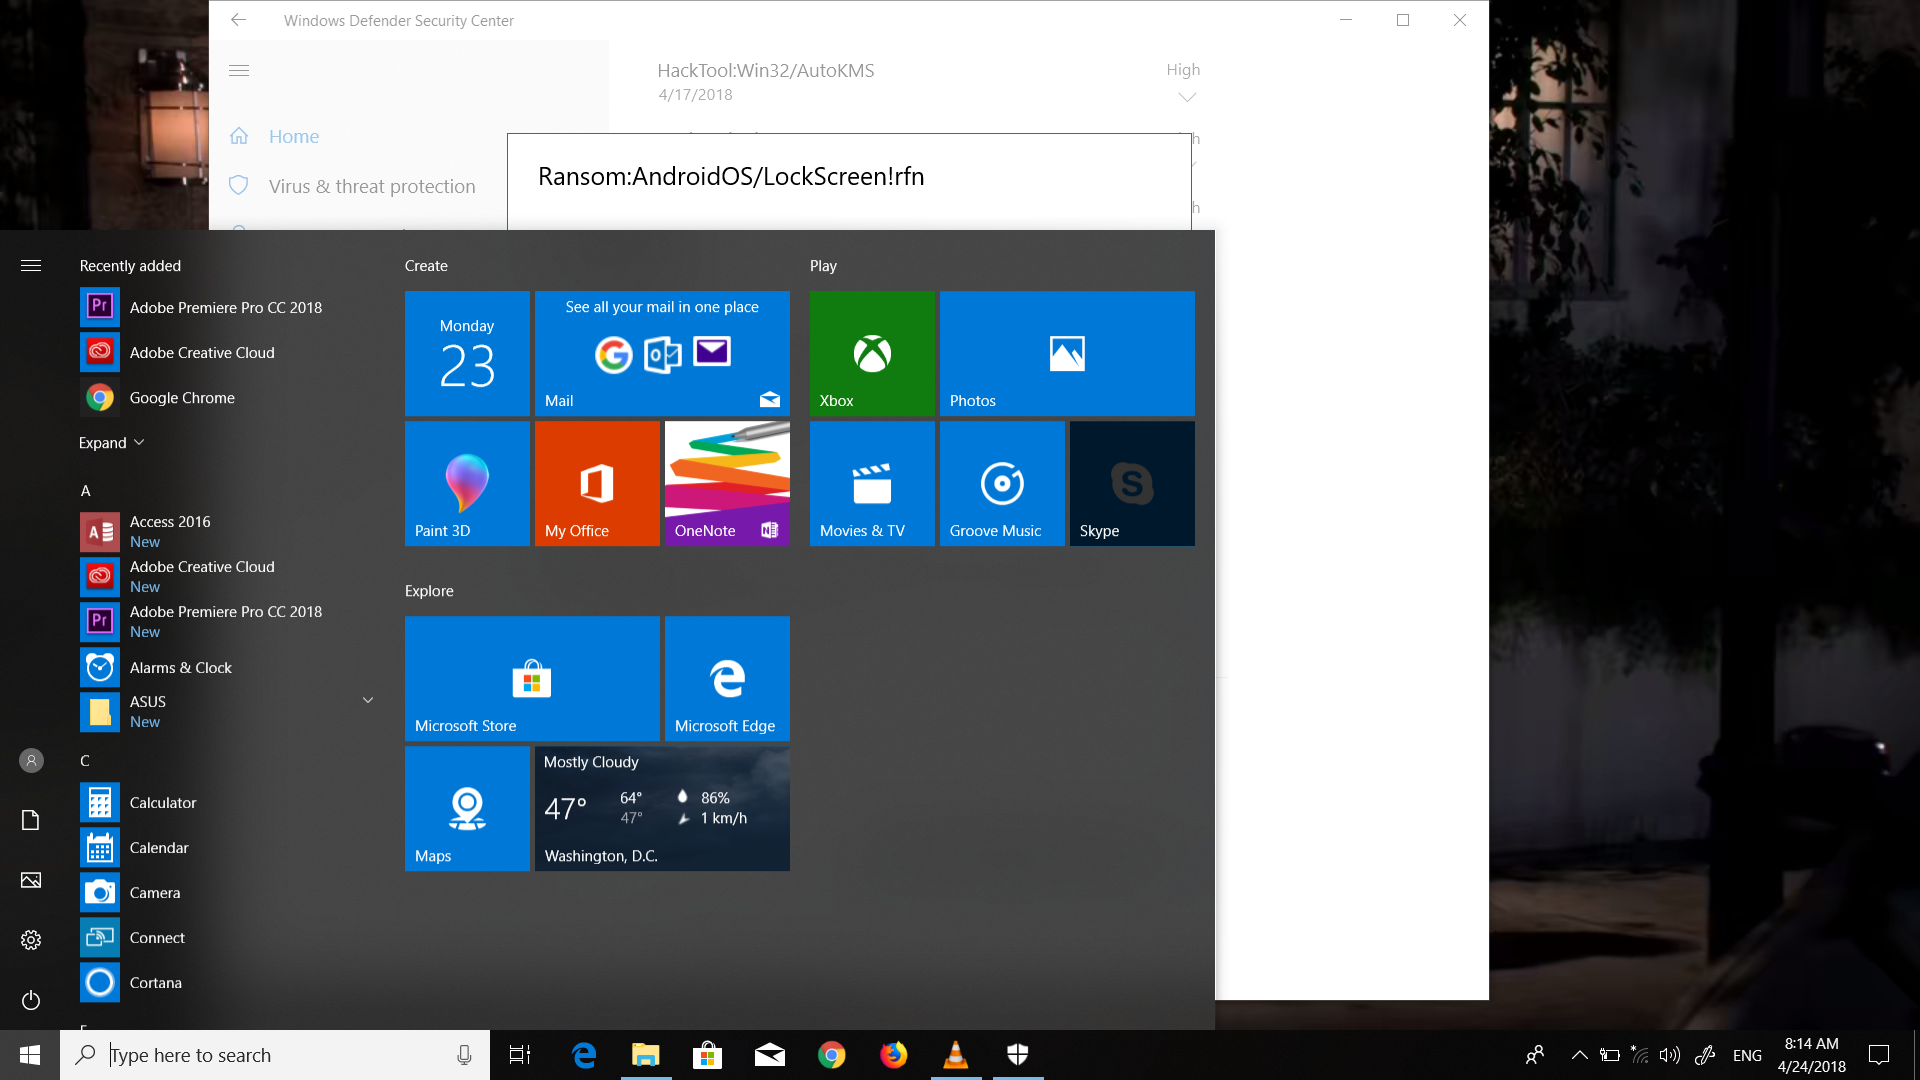 Windows Defender Security Center
HackTool:Win32/AutoKMS
High
4/17/2018
Home
Virus & threat protection
Ransom:AndroidOS/LockScreen!rfn
Recently added
Adobe Premiere Pro CC 2018
Adobe Creative Cloud
Google Chrome
Expand
A
Access 2016
New
Adobe Creative Cloud
New
Adobe Premiere Pro CC 2018
New
Alarms & Clock
ASUS
New
C
Calculator
Calendar
Camera
Connect
Cortana
Create
Monday
23
See all your mail in one place
Mail
Paint 3D
My Office
OneNote
Play
Xbox
Photos
Movies & TV
Groove Music
Skype
Explore
Microsoft Store
Microsoft Edge
Maps
Mostly Cloudy
47°
64°
47°
86%
1 km/h
Washington, D.C.
Type here to search
ENG
8:14 AM
4/24/2018